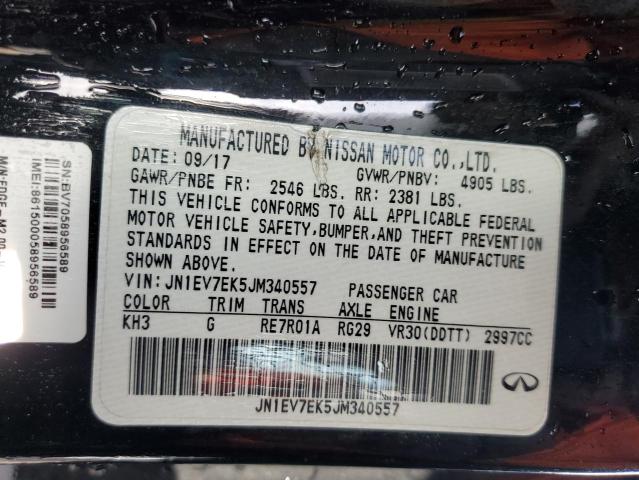 MANUFACTURED BY NISSAN MOTOR CO.,LTD.
DATE: 09/17 GVWR/PNBV: 4905 LBS.
GAWR/PNBE FR: 2546 LBS. RR: 2381 LBS.
THIS VEHICLE CONFORMS TO ALL APPLICABLE FEDERAL
MOTOR VEHICLE SAFETY,BUMPER,AND THEFT PREVENTION
STANDARDS IN EFFECT ON THE DATE OF MANUFACTURE
SHOWN ABOVE.
VIN: JN1EV7EK5JM340557 PASSENGER CAR
COLOR TRIM TRANS AXLE ENGINE
KH3 G RE7R01A RG29 VR30(DDTT) 2997CC
JN1EV7EK5JM340557
SN:BV7058956589
IMEI:861500058956589